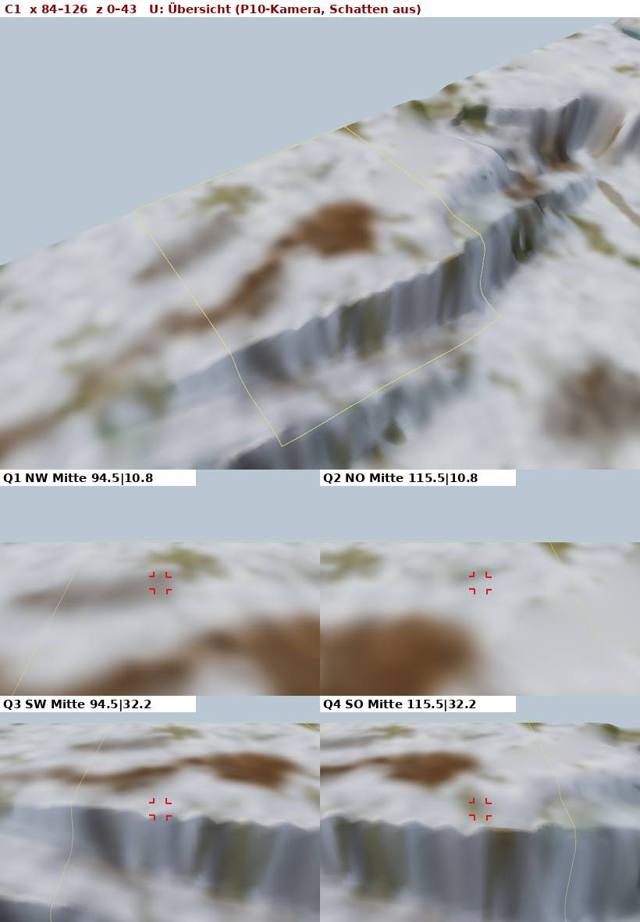 C1 x 84-126 z 0-43 U: Übersicht (P10-Kamera, Schatten aus)
Q1 NW Mitte 94.5|10.8
Q2 NO Mitte 115.5|10.8
Q3 SW Mitte 94.5|32.2
Q4 SO Mitte 115.5|32.2